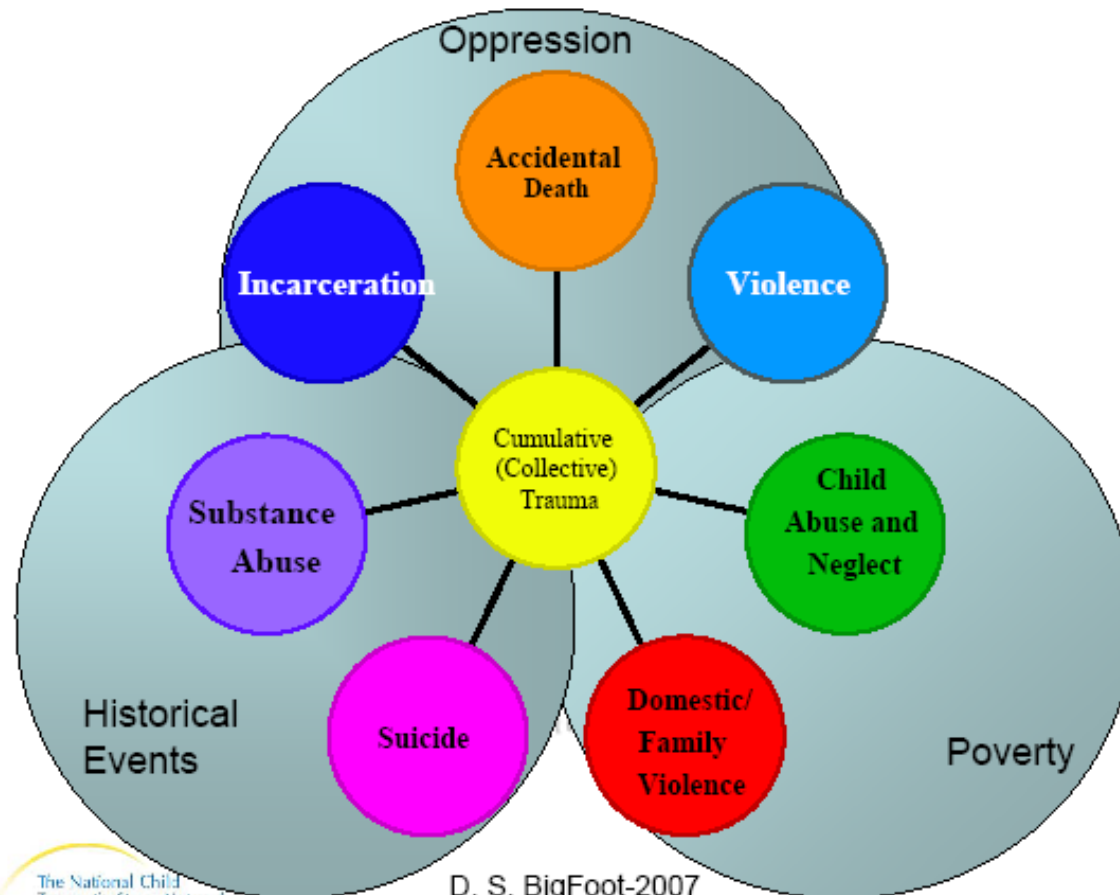 Oppression
Accidental
Death
Incarceration
Violence
Cumulative
(Collective)
Trauma
Substance
Abuse
Child
Abuse and
Neglect
Historical
Events
Suicide
Domestic/
Family
Violence
Poverty
The National Child
D. S. BigFoot-2007